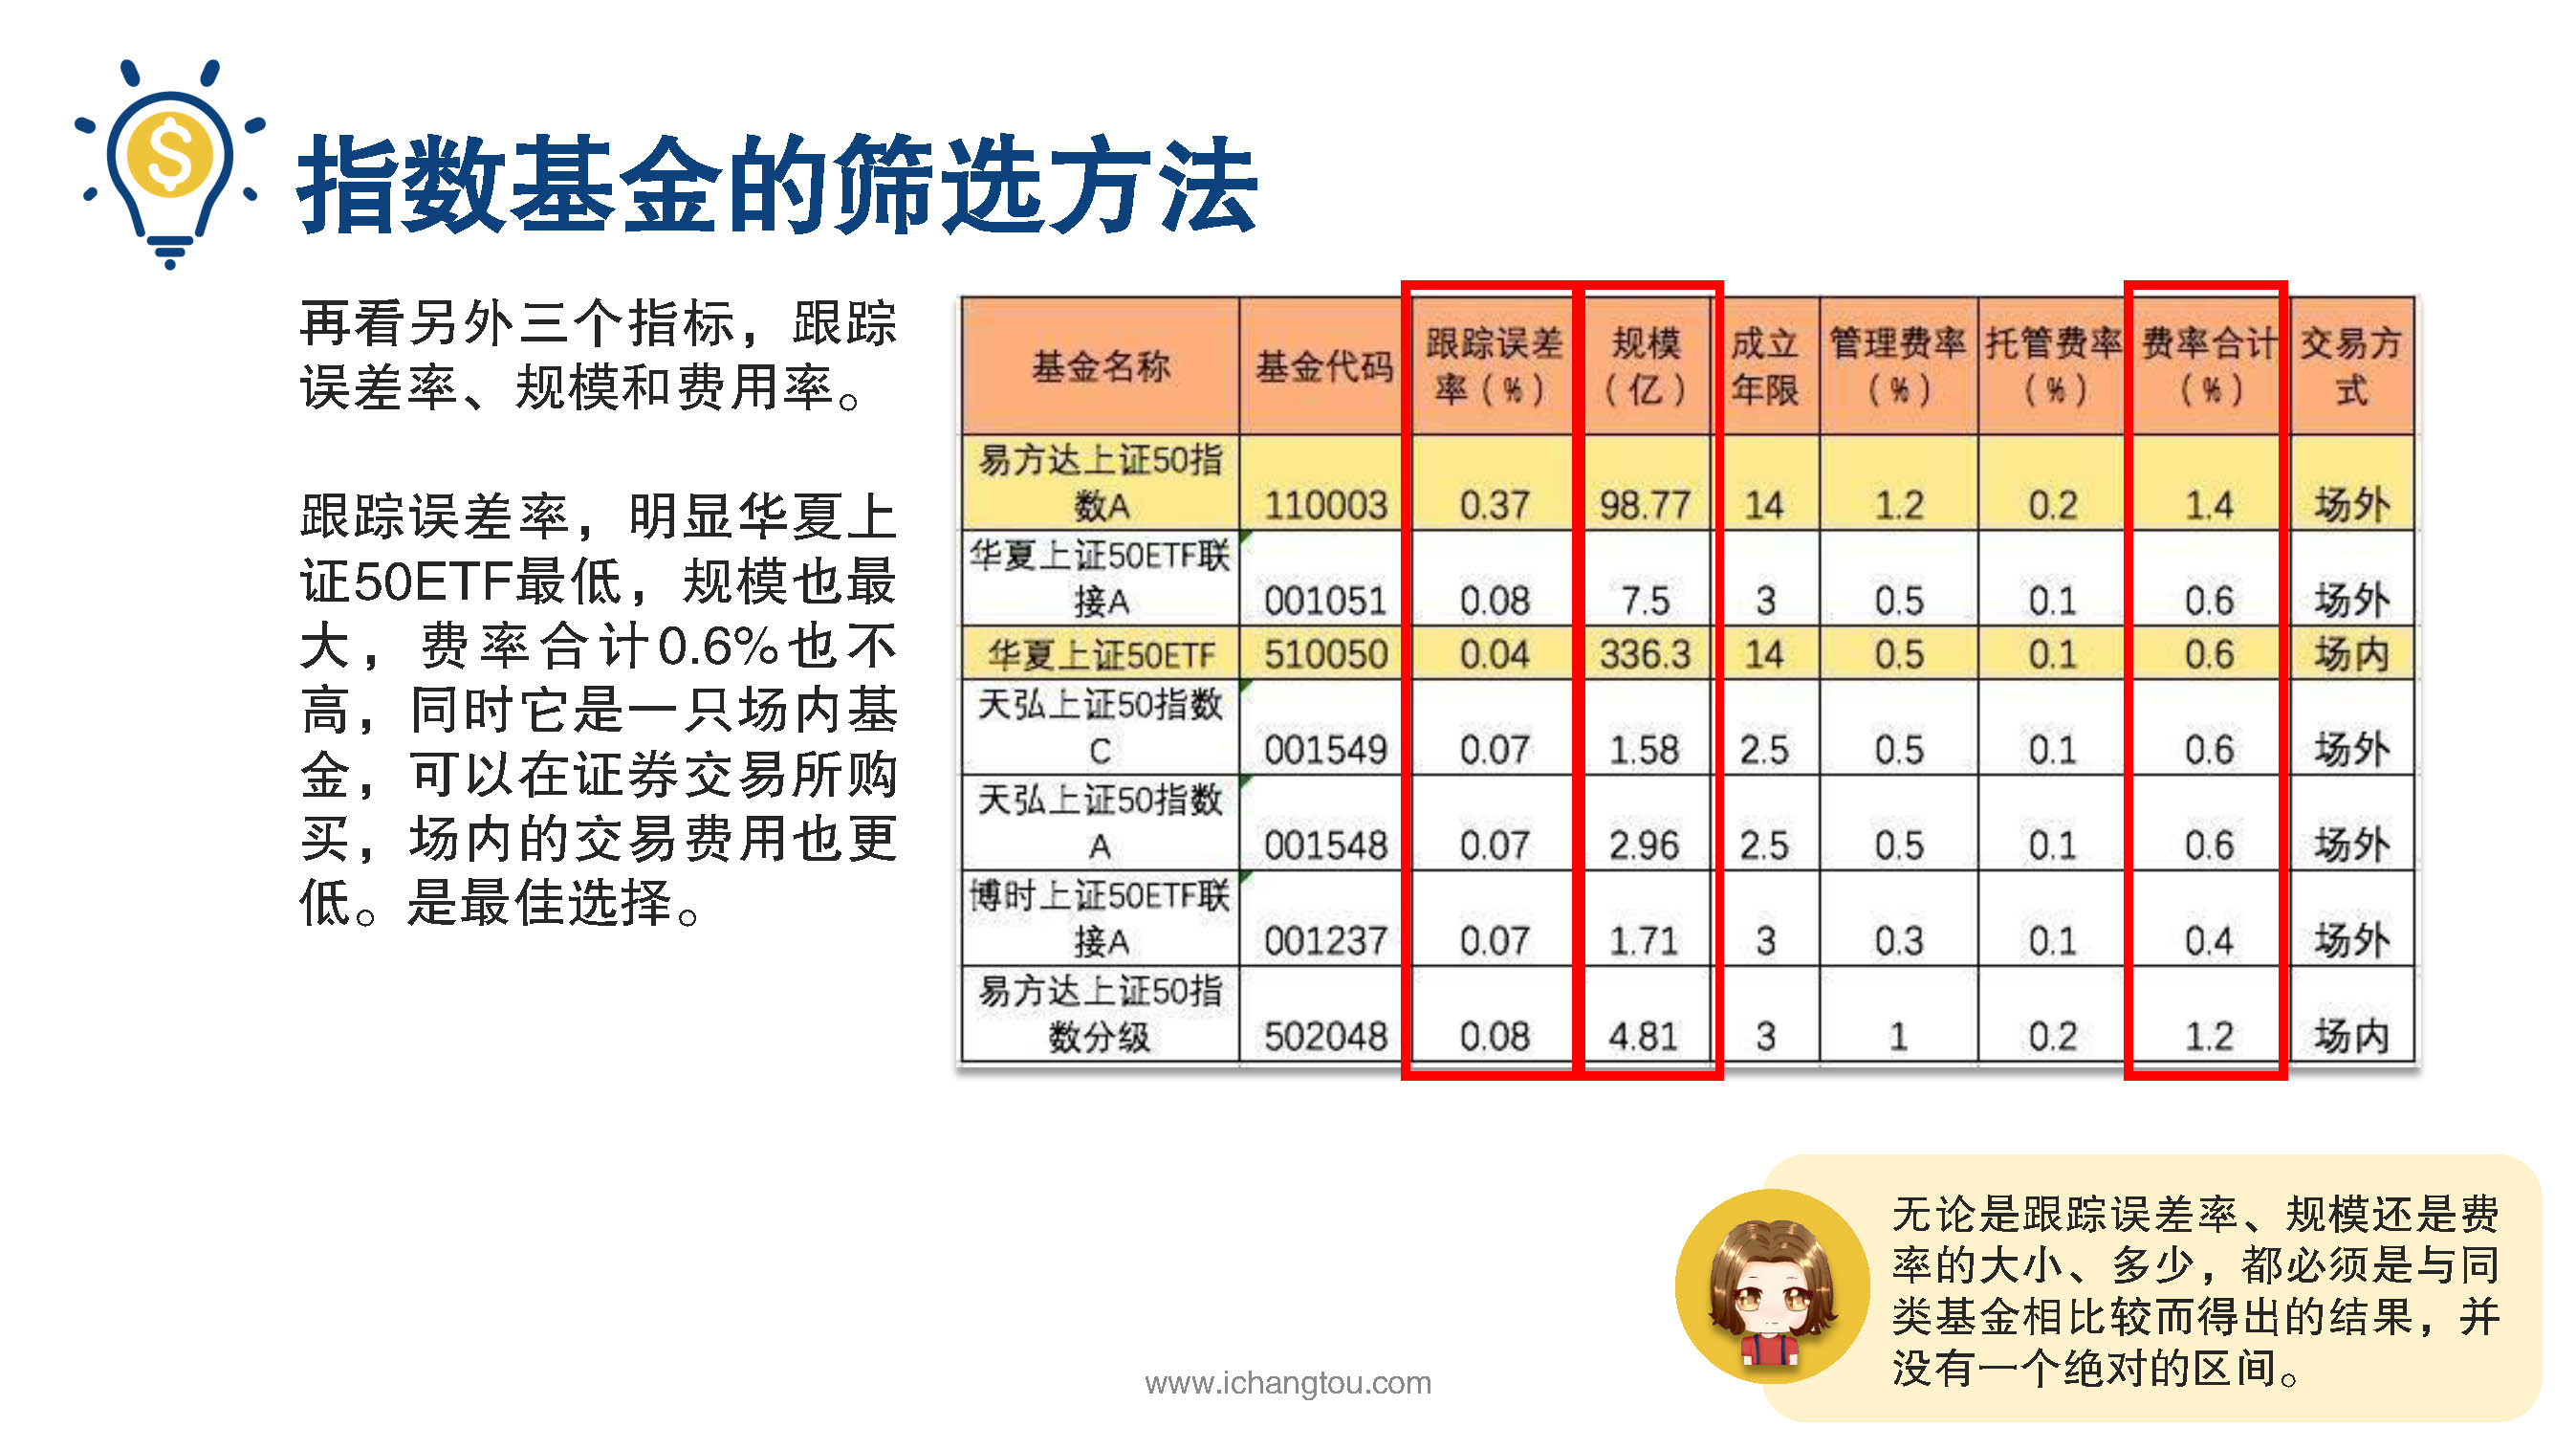 指数基金的筛选方法
再看另外三个指标，跟踪
误差率、规模和费用率。
跟踪误差率，明显华夏上
证50ETF最低，规模也最
大，费率合计0.6%也不
高，同时它是一只场内基
金，可以在证券交易所购
买，场内的交易费用也更
低。是最佳选择。
基金名称 基金代码 跟踪误差率（%） 规模（亿） 成立年限 管理费率（%） 托管费率（%） 费率合计（%） 交易方式
易方达上证50指数A 110003 0.37 98.77 14 1.2 0.2 1.4 场外
华夏上证50ETF联接A 001051 0.08 7.5 3 0.5 0.1 0.6 场外
华夏上证50ETF 510050 0.04 336.3 14 0.5 0.1 0.6 场内
天弘上证50指数C 001549 0.07 1.58 2.5 0.5 0.1 0.6 场外
天弘上证50指数A 001548 0.07 2.96 2.5 0.5 0.1 0.6 场外
博时上证50ETF联接A 001237 0.07 1.71 3 0.3 0.1 0.4 场外
易方达上证50指数分级 502048 0.08 4.81 3 1 0.2 1.2 场内
无论是跟踪误差率、规模还是费
率的大小、多少，都必须是与同
类基金相比较而得出的结果，并
没有一个绝对的区间。
www.ichangtou.com